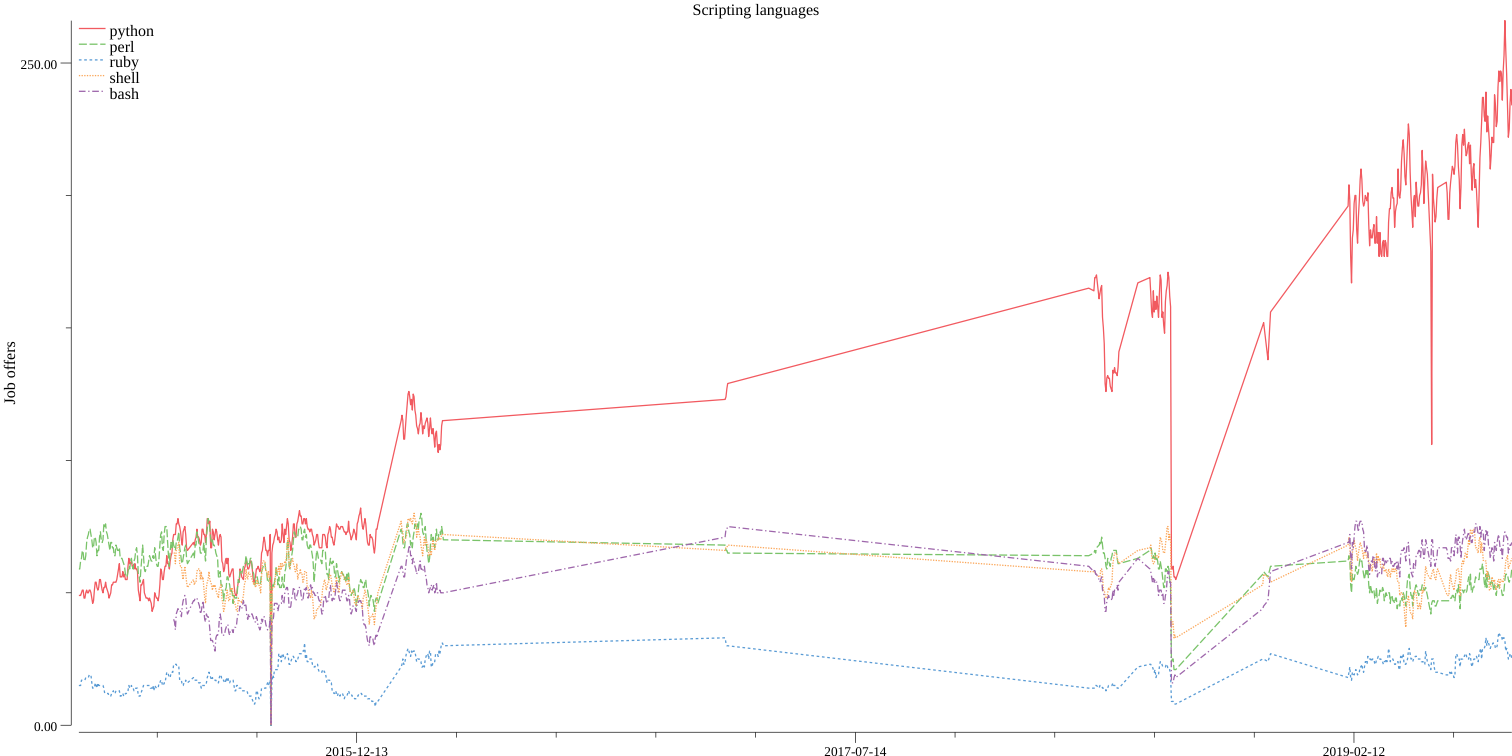 Scripting languages
python
perl
ruby
shell
bash
250.00
Job offers
0.00
2015-12-13
2017-07-14
2019-02-12